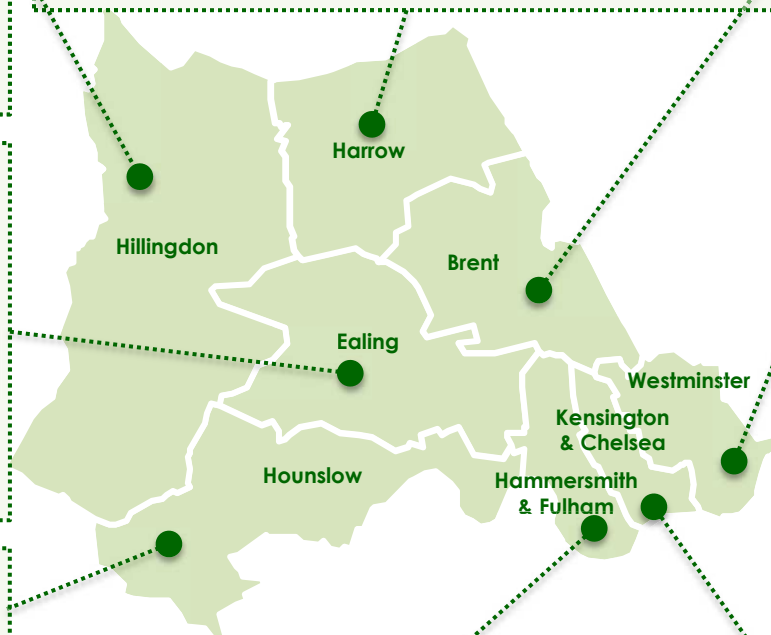 Harrow
Hillingdon
Brent
Ealing
Westminster
Kensington
& Chelsea
Hounslow
Hammersmith
& Fulham